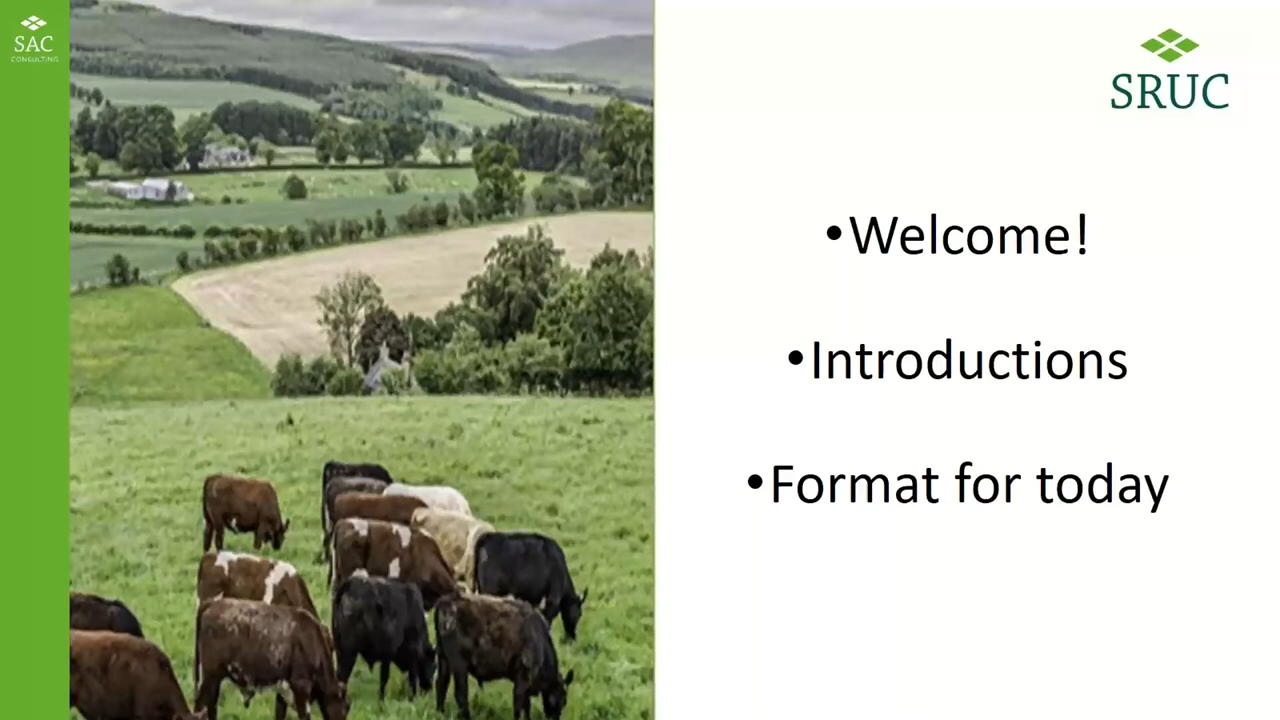 SAC
CONSULTING
SRUC
•Welcome!
•Introductions
•Format for today